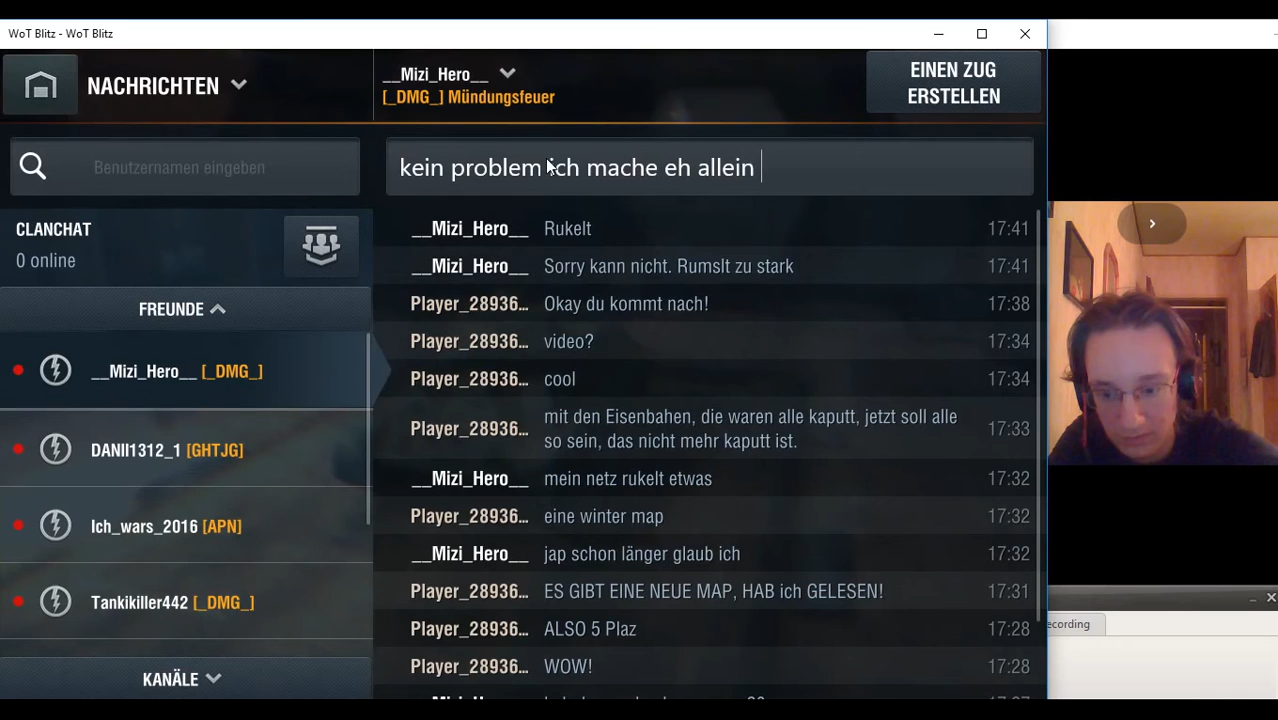 WoT Blitz - WoT Blitz
NACHRICHTEN
__Mizi_Hero__
[_DMG_] Mündungsfeuer
EINEN ZUG
ERSTELLEN
Benutzernamen eingeben
kein problem ich mache eh allein
CLANCHAT
0 online
FREUNDE
__Mizi_Hero__ [_DMG_]
DANII1312_1 [GHTJG]
Ich_wars_2016 [APN]
Tankikiller442 [_DMG_]
KANÄLE
__Mizi_Hero__ Rukelt 17:41
__Mizi_Hero__ Sorry kann nicht. Rumslt zu stark 17:41
Player_28936... Okay du kommt nach! 17:38
Player_28936... video? 17:34
Player_28936... cool 17:34
Player_28936... mit den Eisenbahen, die waren alle kaputt, jetzt soll alle 17:33
so sein, das nicht mehr kaputt ist.
__Mizi_Hero__ mein netz rukelt etwas 17:32
Player_28936... eine winter map 17:32
__Mizi_Hero__ jap schon länger glaub ich 17:32
Player_28936... ES GIBT EINE NEUE MAP, HAB ich GELESEN! 17:31
Player_28936... ALSO 5 Plaz 17:28
Player_28936... WOW! 17:28
ecording